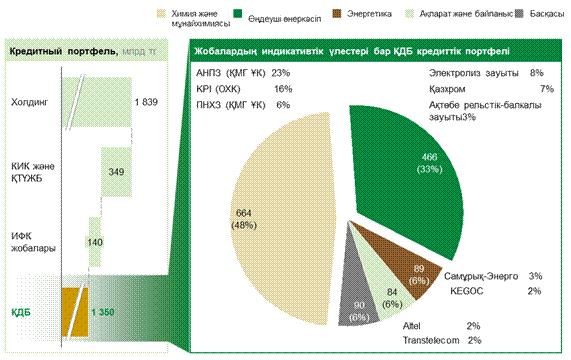 Химия және мұнайхимиясы
Өңдеуші өнеркәсіп
Энергетика
Ақпарат және байланыс
Басқасы
Кредитный портфель, млрд тг
Холдинг
1 839
КИК және ҚТҮЖБ
349
ИФК жобалары
140
ҚДБ
1 350
Жобалардың индикативтік үлестері бар ҚДБ кредиттік портфелі
АНПЗ (ҚМГ ҰК) 23%
KPI (ОХК) 16%
ПНХЗ (ҚМГ ҰК) 6%
Электролиз зауыты 8%
Қазхром 7%
Ақтөбе рельстік-балкалы зауыты3%
466
(33%)
664
(48%)
89
(6%)
84
(6%)
90
(6%)
Самұрық-Энерго 3%
KEGOC 2%
Altel 2%
Transtelecom 2%